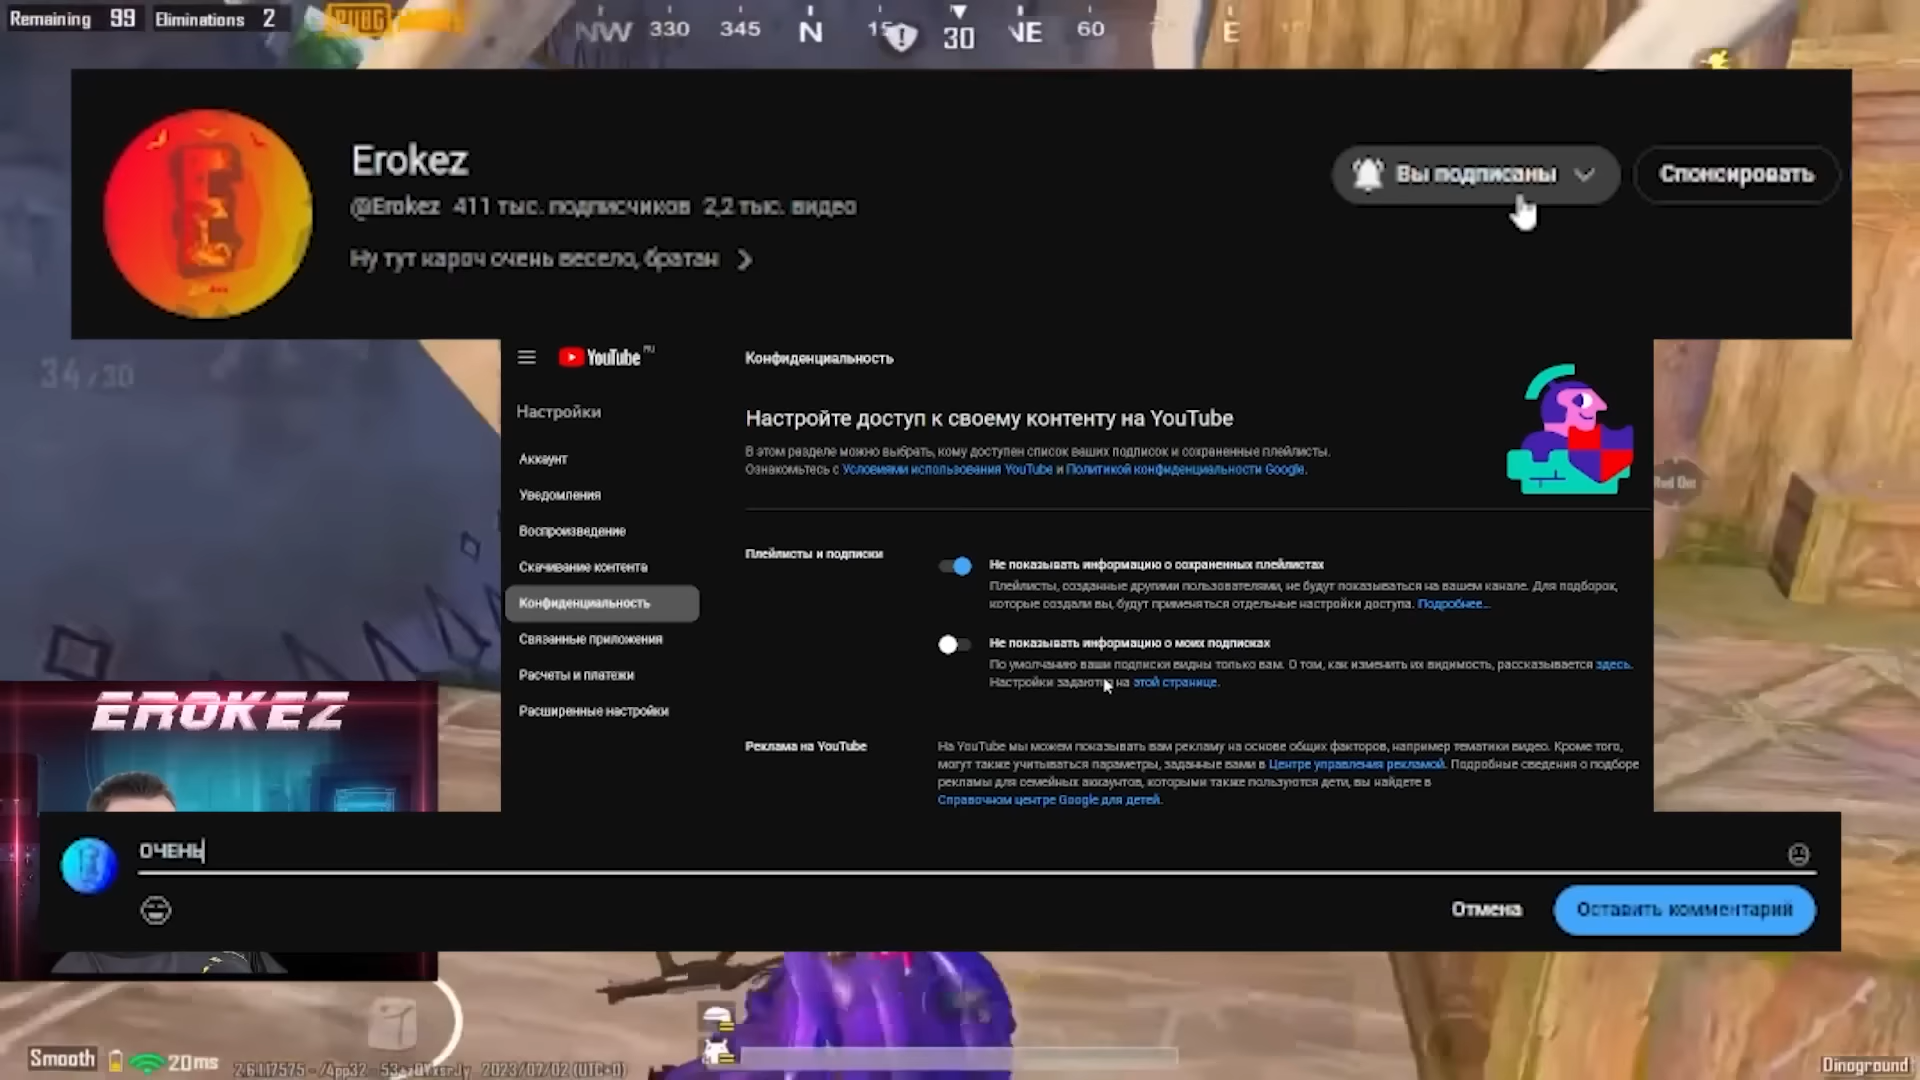 Remaining 99 Eliminations 2
PUBG
NW 330 345 N 30 NE 60 E
Erokez
@Erokez 411 тыс. подписчиков 2,2 тыс. видео
Ну тут кароч очень весело, братан
Вы подписаны
Спонсировать
34/30
YouTube RU
Настройки
Аккаунт
Уведомления
Воспроизведение
Скачивание контента
Конфиденциальность
Связанные приложения
Расчеты и платежи
Расширенные настройки
Конфиденциальность
Настройте доступ к своему контенту на YouTube
В этом разделе можно выбрать, кому доступен список ваших подписок и сохраненные плейлисты.
Ознакомьтесь с Условиями использования YouTube и Политикой конфиденциальности Google.
Плейлисты и подписки
Не показывать информацию о сохраненных плейлистах
Плейлисты, созданные другими пользователями, не будут показываться на вашем канале. Для подборок,
которые создали вы, будут применяться отдельные настройки доступа. Подробнее...
Не показывать информацию о моих подписках
По умолчанию ваши подписки видны только вам. О том, как изменить их видимость, рассказывается здесь.
Настройки задаются на этой странице.
Реклама на YouTube
На YouTube мы можем показывать вам рекламу на основе общих факторов, например тематики видео. Кроме того,
могут также учитываться параметры, заданные вами в Центре управления рекламой. Подробные сведения о подборе
рекламы для семейных аккаунтов, которыми также пользуются дети, вы найдете в
Справочном центре Google для детей.
EROKEZ
ОЧЕНЬ
Отмена
Оставить комментарий
Smooth 20ms
2023/07/02 (UTC+0)
Dinoground